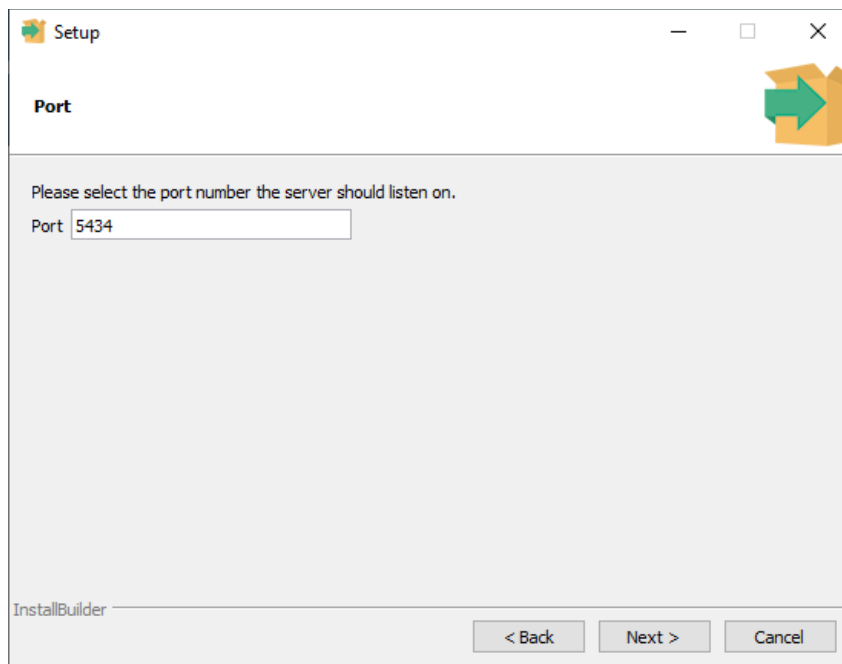 Setup
Port
Please select the port number the server should listen on.
Port 5434
InstallBuilder
< Back Next > Cancel